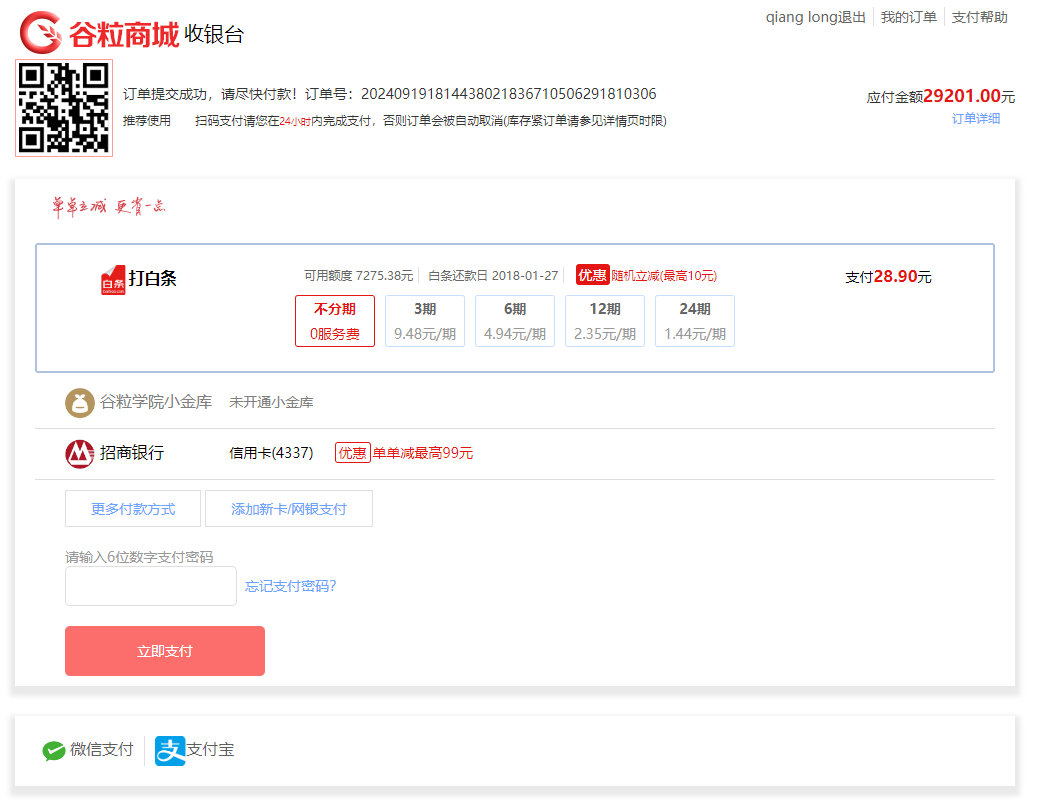 谷粒商城 收银台
qiang long退出 我的订单 支付帮助
订单提交成功，请尽快付款！订单号：202409191814438021836710506291810306
应付金额29201.00元
推荐使用 扫码支付请您在24小时内完成支付，否则订单会被自动取消(库存紧订单请参见详情页时限)
订单详细
单单立减 更省一点
白条
打白条
可用额度 7275.38元 白条还款日 2018-01-27 优惠 随机立减(最高10元)
支付28.90元
不分期 3期 6期 12期 24期
0服务费 9.48元/期 4.94元/期 2.35元/期 1.44元/期
谷粒学院小金库 未开通小金库
招商银行 信用卡(4337) 优惠 单单减最高99元
更多付款方式 添加新卡/网银支付
请输入6位数字支付密码
忘记支付密码?
立即支付
微信支付 支 支付宝